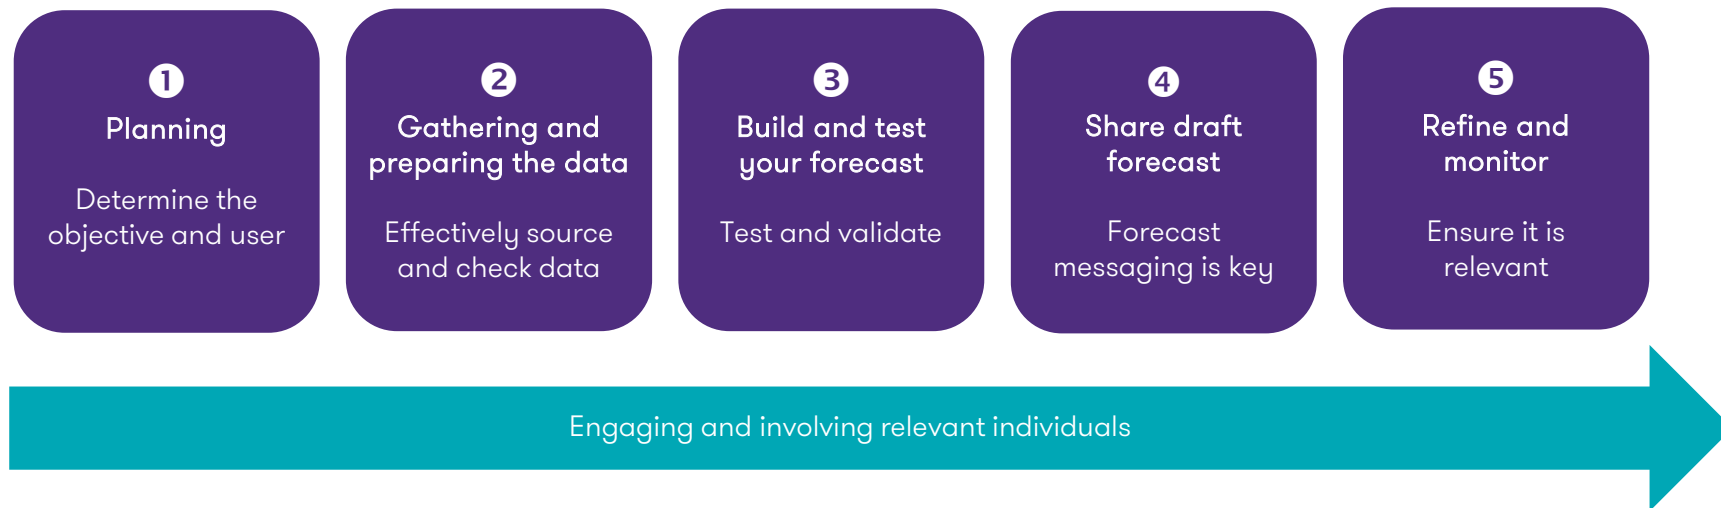 1
Planning
Determine the
objective and user
2
Gathering and
preparing the data
Effectively source
and check data
3
Build and test
your forecast
Test and validate
4
Share draft
forecast
Forecast
messaging is key
5
Refine and
monitor
Ensure it is
relevant
Engaging and involving relevant individuals